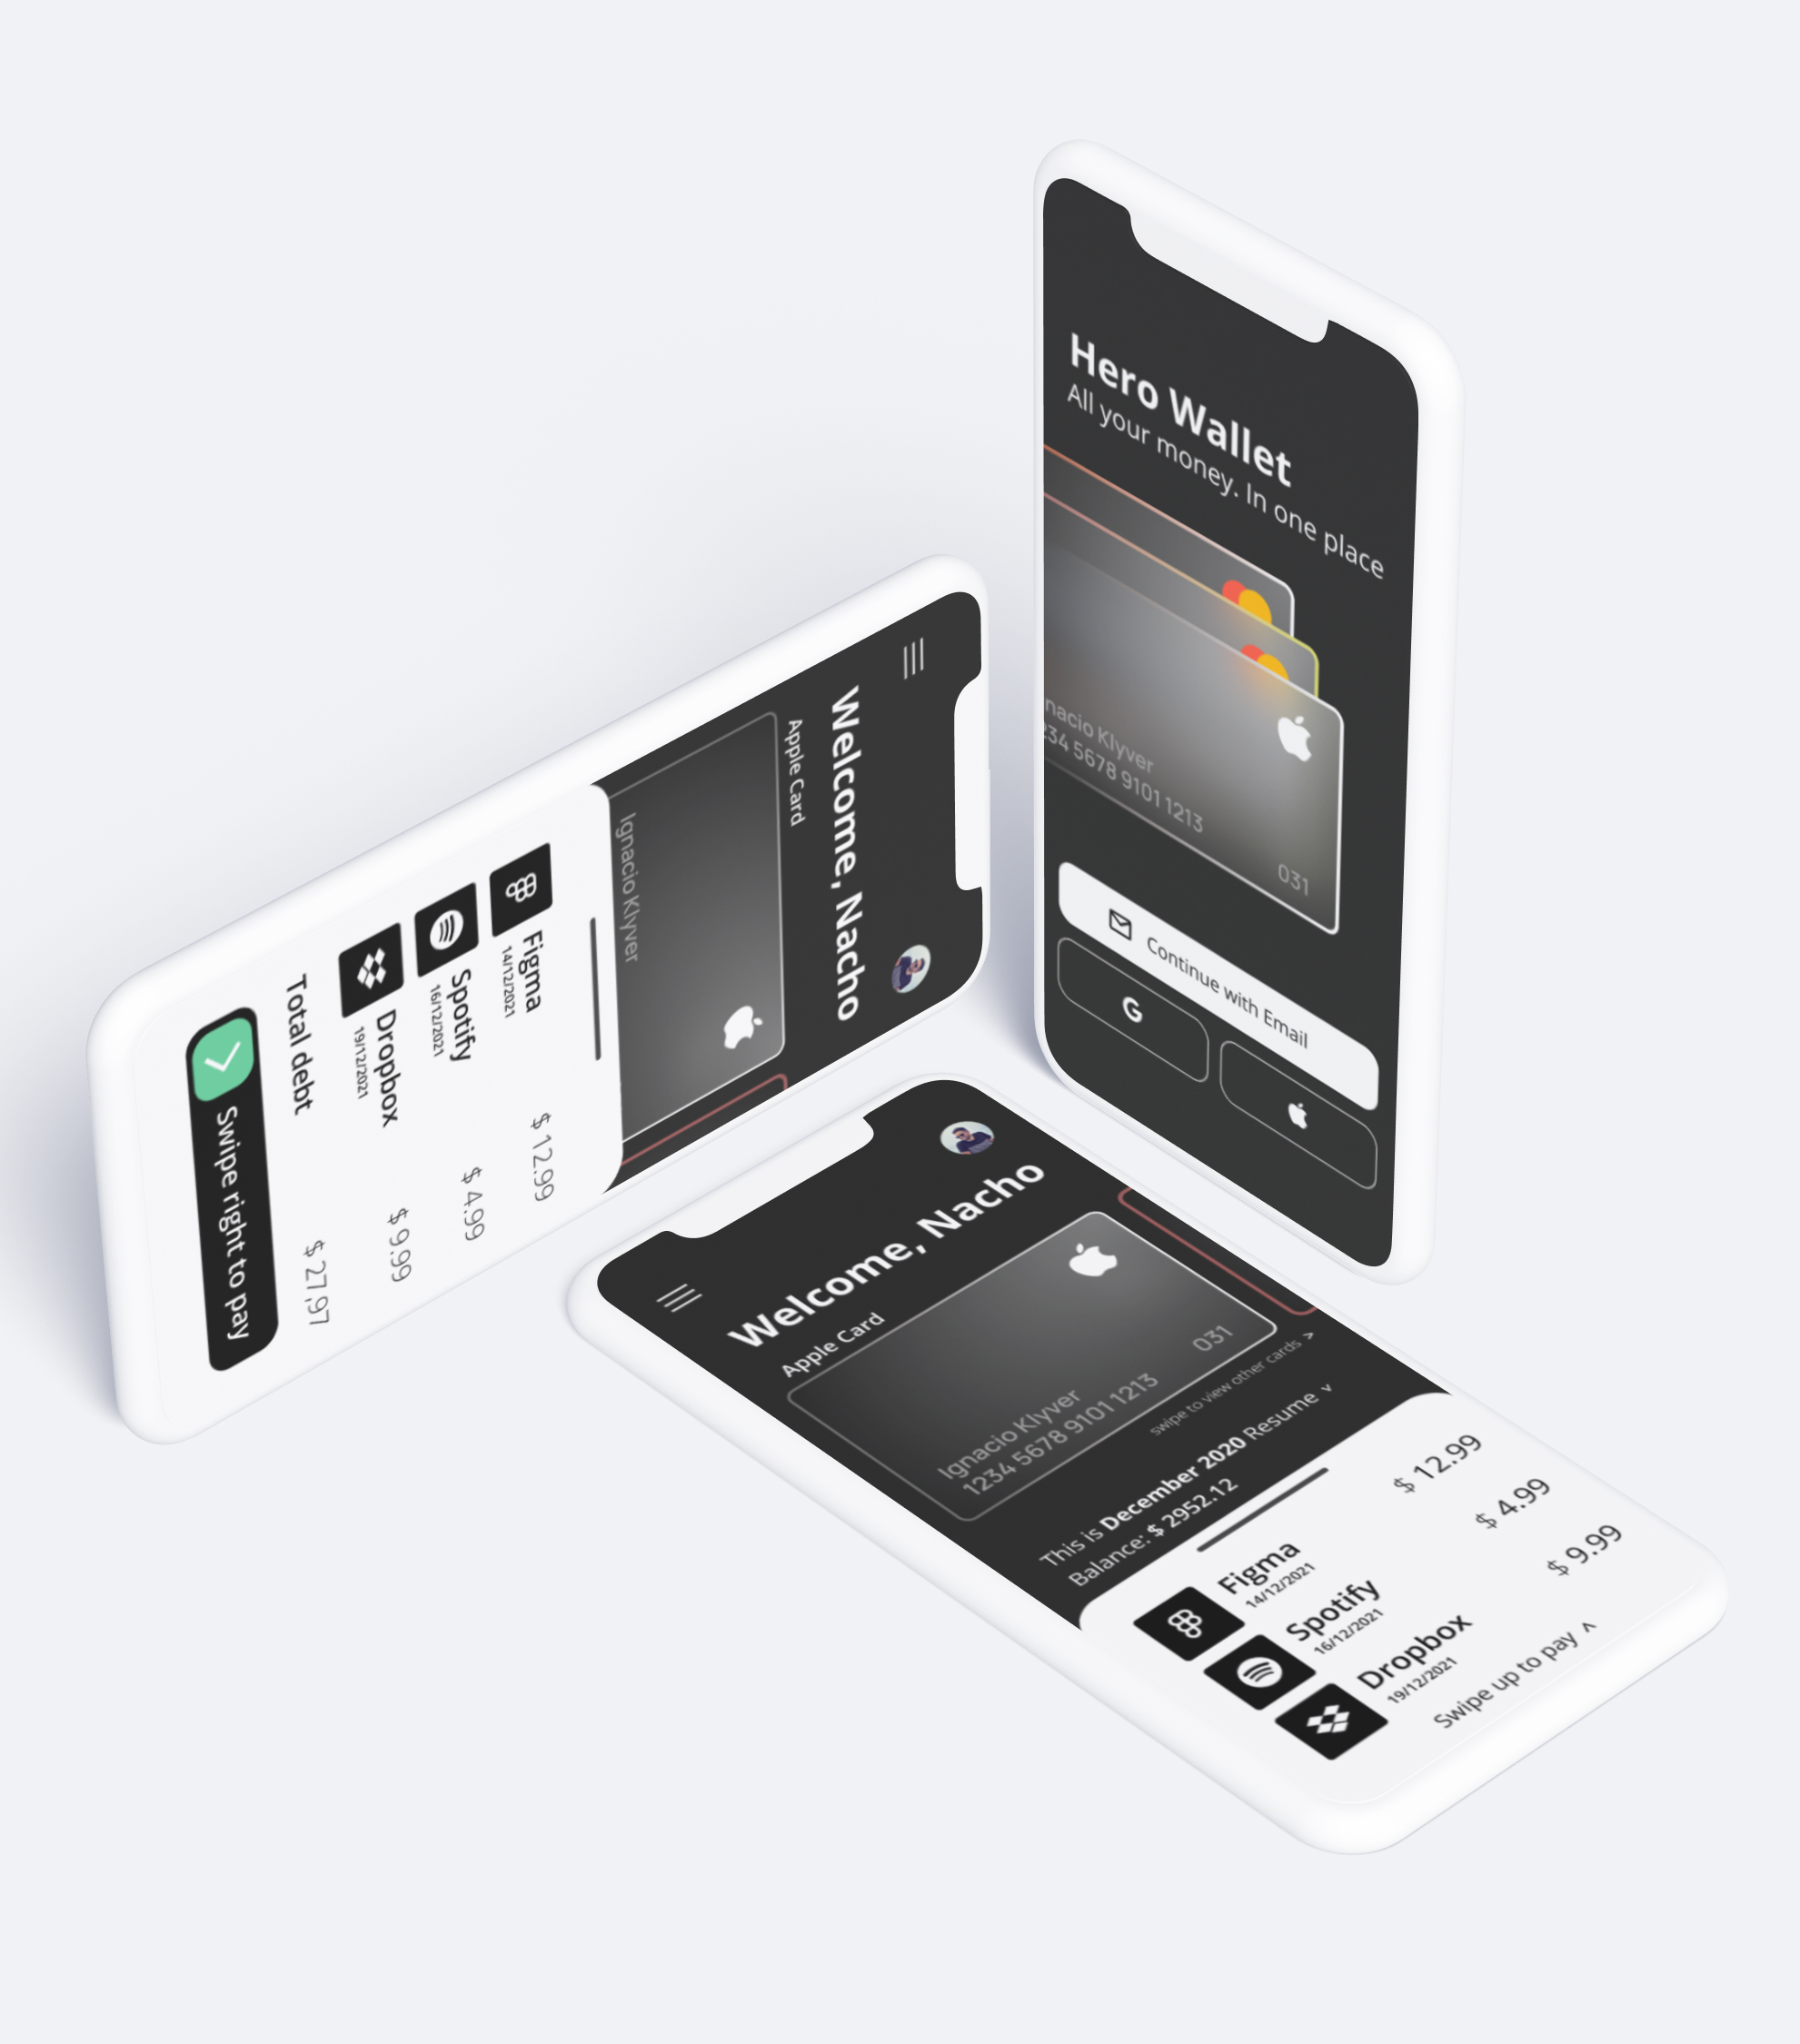 Hero Wallet
All your money. In one place
nacio Klyver
234 5678 9101 1213
031
Continue with Email
G
Welcome, Nacho
Apple Card
Ignacio Klyver
Figma
14/12/2021
$ 12.99
Spotify
16/12/2021
$ 4.99
Dropbox
19/12/2021
$ 9.99
Total debt
$ 27,97
Swipe right to pay
Welcome, Nacho
Apple Card
031
Ignacio Klyver
1234 5678 9101 1213
swipe to view other cards >
This is December 2020 Resume v
Balance: $ 2952.12
Figma
14/12/2021
$ 12.99
Spotify
16/12/2021
$ 4.99
Dropbox
19/12/2021
$ 9.99
Swipe up to pay ^